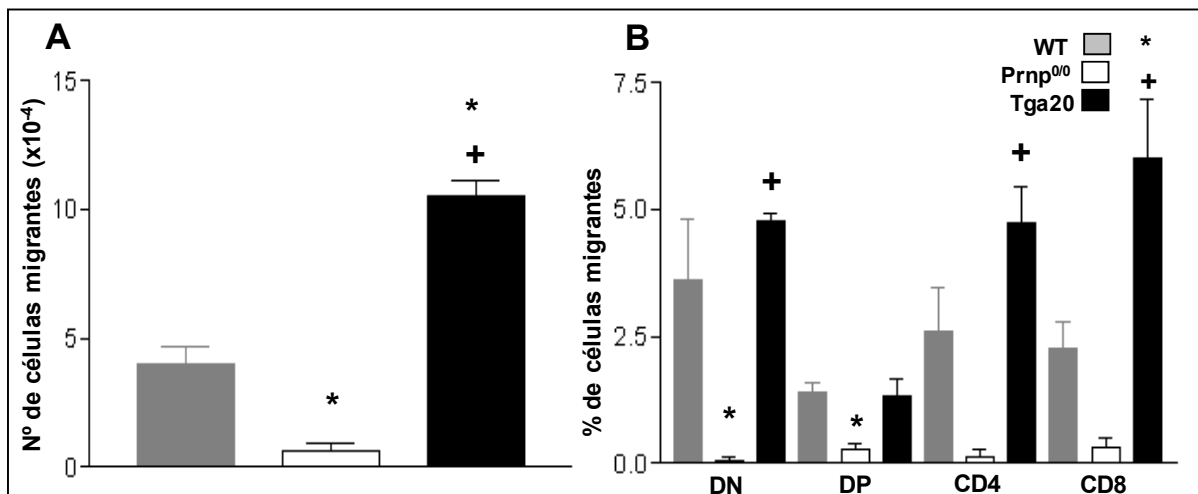 A
Nº de células migrantes (x10⁻⁴)
15
10
5
0
*
*
+
B
WT
Prnp⁰/⁰
Tga20
% de células migrantes
7.5
5.0
2.5
0.0
*
+
*
+
*
+
DN
DP
CD4
CD8